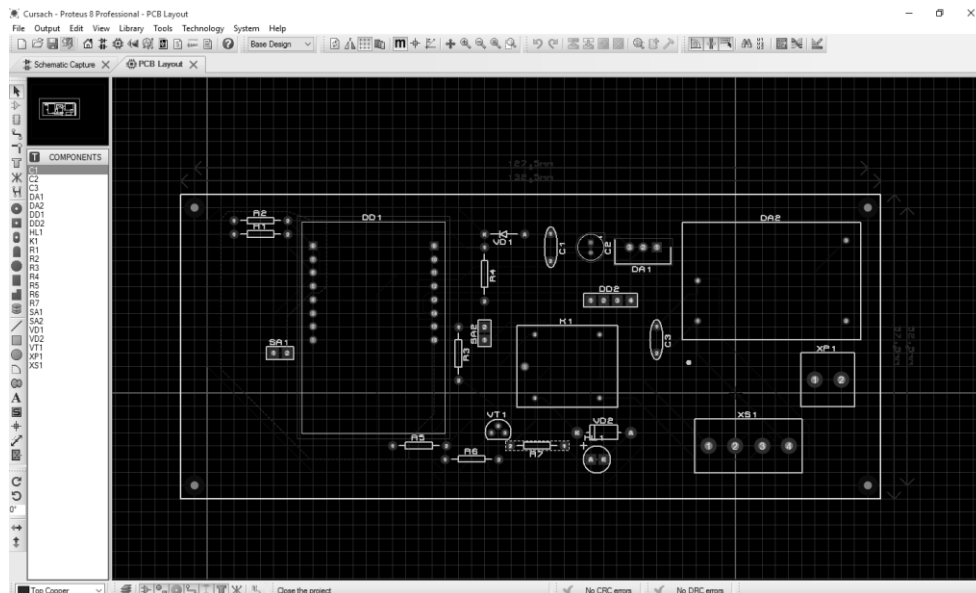 Cursach - Proteus 8 Professional - PCB Layout
File Output Edit View Library Tools Technology System Help
Base Design
Schematic Capture
PCB Layout
COMPONENTS
C1
C2
C3
DA1
DA2
DD1
DD2
HL1
K1
R1
R2
R3
R4
R5
R6
R7
SA1
SA2
VD1
VD2
VT1
XP1
XS1
R2
R1
DD1
K
VD1
A
C1
C2
DA1
DA2
R4
DD2
SA1
SA2
R3
K1
C3
XP1
XS1
1 2 3 4
VT1
VD2
K A
R5
R6
R7
A K
0°
Top Copper
Close the project
No CRC errors
No DRC errors